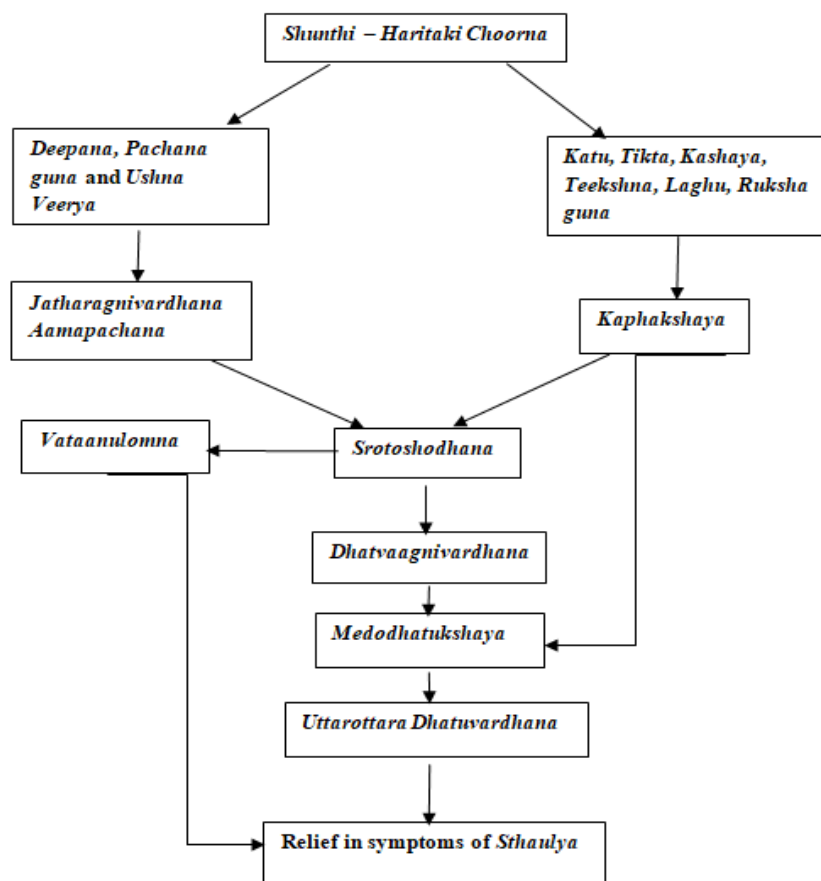 Shunthi – Haritaki Choorna
Deepana, Pachana
guna and Ushna
Veerya
Katu, Tikta, Kashaya,
Teekshna, Laghu, Ruksha
guna
Jatharagnivardhana
Aamapachana
Kaphakshaya
Vataanulomna
Srotoshodhana
Dhatvaagnivardhana
Medodhatukshaya
Uttarottara Dhatuvardhana
Relief in symptoms of Sthaulya